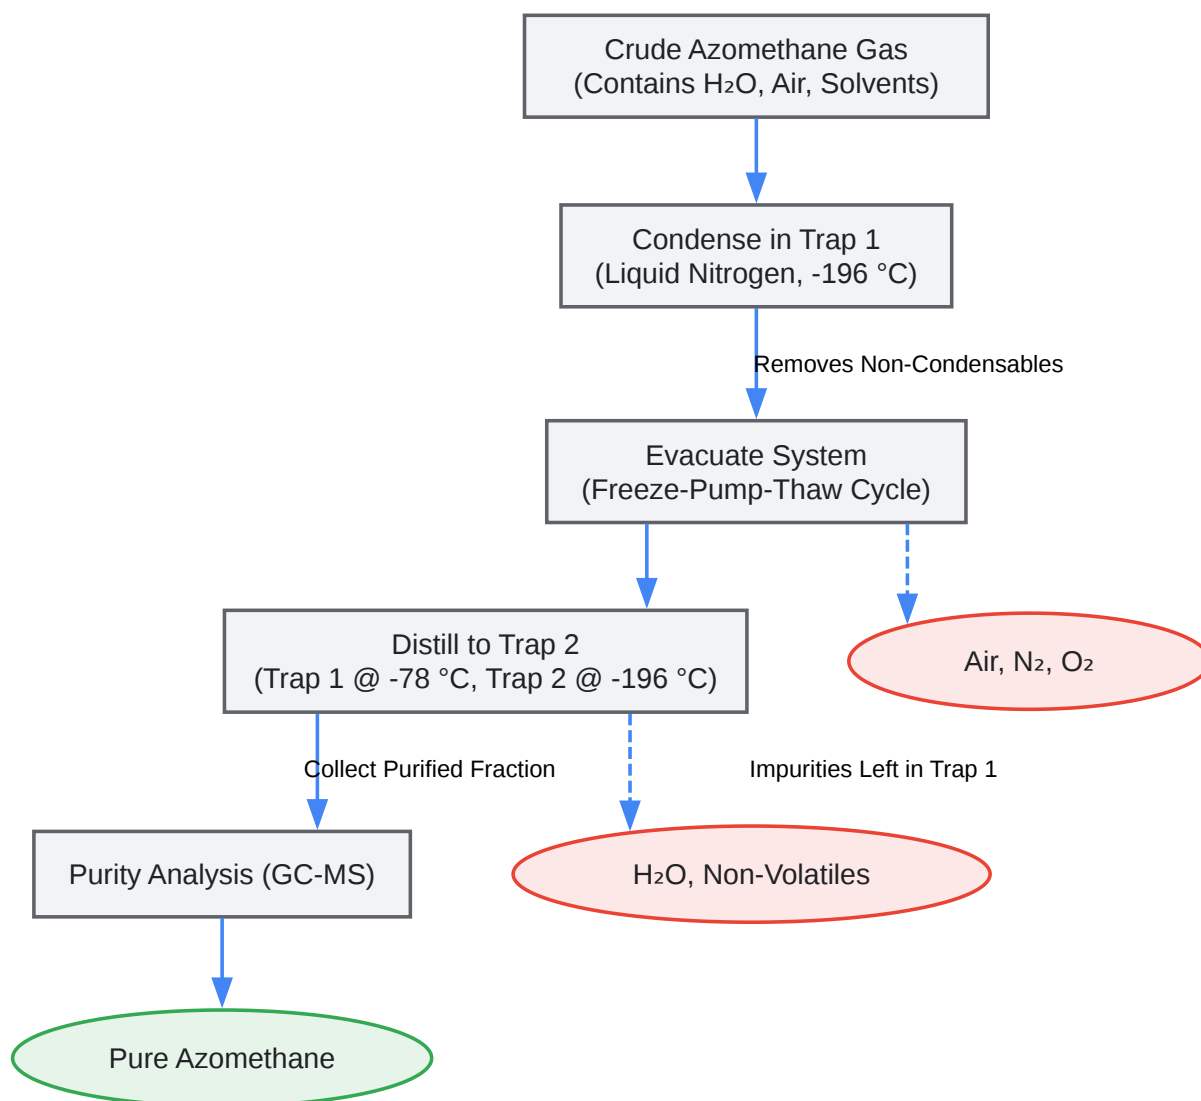 Crude Azomethane Gas
(Contains H₂O, Air, Solvents)
Condense in Trap 1
(Liquid Nitrogen, -196 °C)
Removes Non-Condensables
Evacuate System
(Freeze-Pump-Thaw Cycle)
Distill to Trap 2
(Trap 1 @ -78 °C, Trap 2 @ -196 °C)
Air, N₂, O₂
Collect Purified Fraction
Impurities Left in Trap 1
Purity Analysis (GC-MS)
H₂O, Non-Volatiles
Pure Azomethane